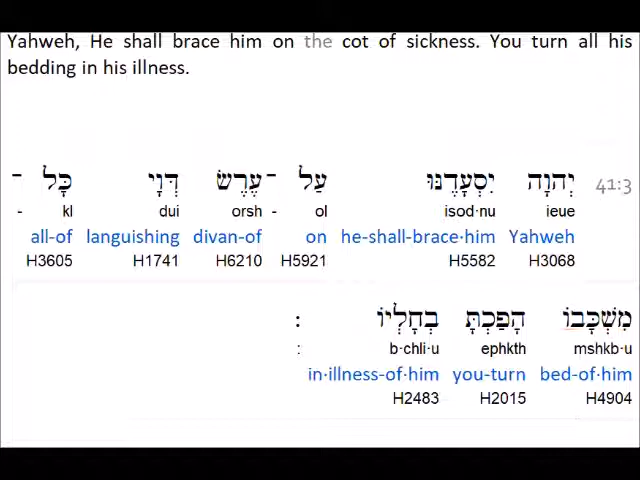 Yahweh, He shall brace him on the cot of sickness. You turn all his
bedding in his illness.
41:3 יְהוָה יִסְעָדֶנּוּ עַל־ עֶרֶשׂ דְּוָי כָּל־
- kl dui orsh - ol isod·nu ieue
all-of languishing divan-of on he-shall-brace·him Yahweh
H3605 H1741 H6210 H5921 H5582 H3068
מִשְׁכָּבוֹ הָפַכְתָּ בְחָלְיוֹ :
: b·chli·u ephkth mshkb·u
in·illness-of·him you-turn bed-of·him
H2483 H2015 H4904